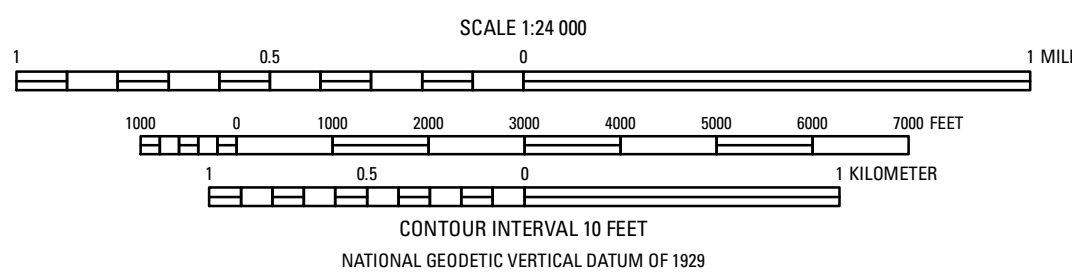 SCALE 1:24 000
1 0.5 0 1 MILE
1000 0 1000 2000 3000 4000 5000 6000 7000 FEET
1 0.5 0 1 KILOMETER
CONTOUR INTERVAL 10 FEET
NATIONAL GEODETIC VERTICAL DATUM OF 1929